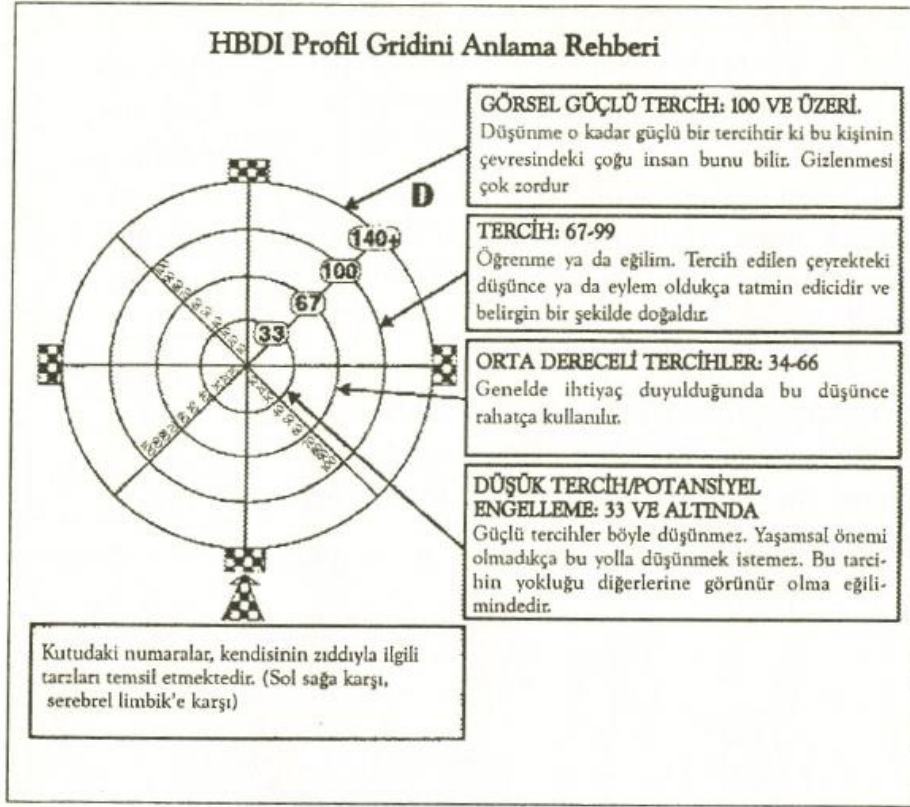 HBDI Profil Gridini Anlama Rehberi
GÖRSEL GÜÇLÜ TERCİH: 100 VE ÜZERİ.
Düşünme o kadar güçlü bir tercihtir ki bu kişinin
çevresindeki çoğu insan bunu bilir. Gizlenmesi
çok zordur
D
140+
100
67
33
TERCİH: 67-99
Öğrenme ya da eğilim. Tercih edilen çeyrekteki
düşünce ya da eylem oldukça tatmin edicidir ve
belirgin bir şekilde doğaldır.
ORTA DERECELİ TERCİHLER: 34-66
Genelde ihtiyaç duyulduğunda bu düşünce
rahatça kullanılır.
DÜŞÜK TERCİH/POTANSİYEL
ENGELLEME: 33 VE ALTINDA
Güçlü tercihler böyle düşünmez. Yaşamsal önemi
olmadıkça bu yolla düşünmek istemez. Bu tarci-
hin yokluğu diğerlerine görünür olma eğili-
mindedir.
Kutudaki numaralar, kendisinin zıddıyla ilgili
tarzları temsil etmektedir. (Sol sağa karşı,
serebrel limbik'e karşı)